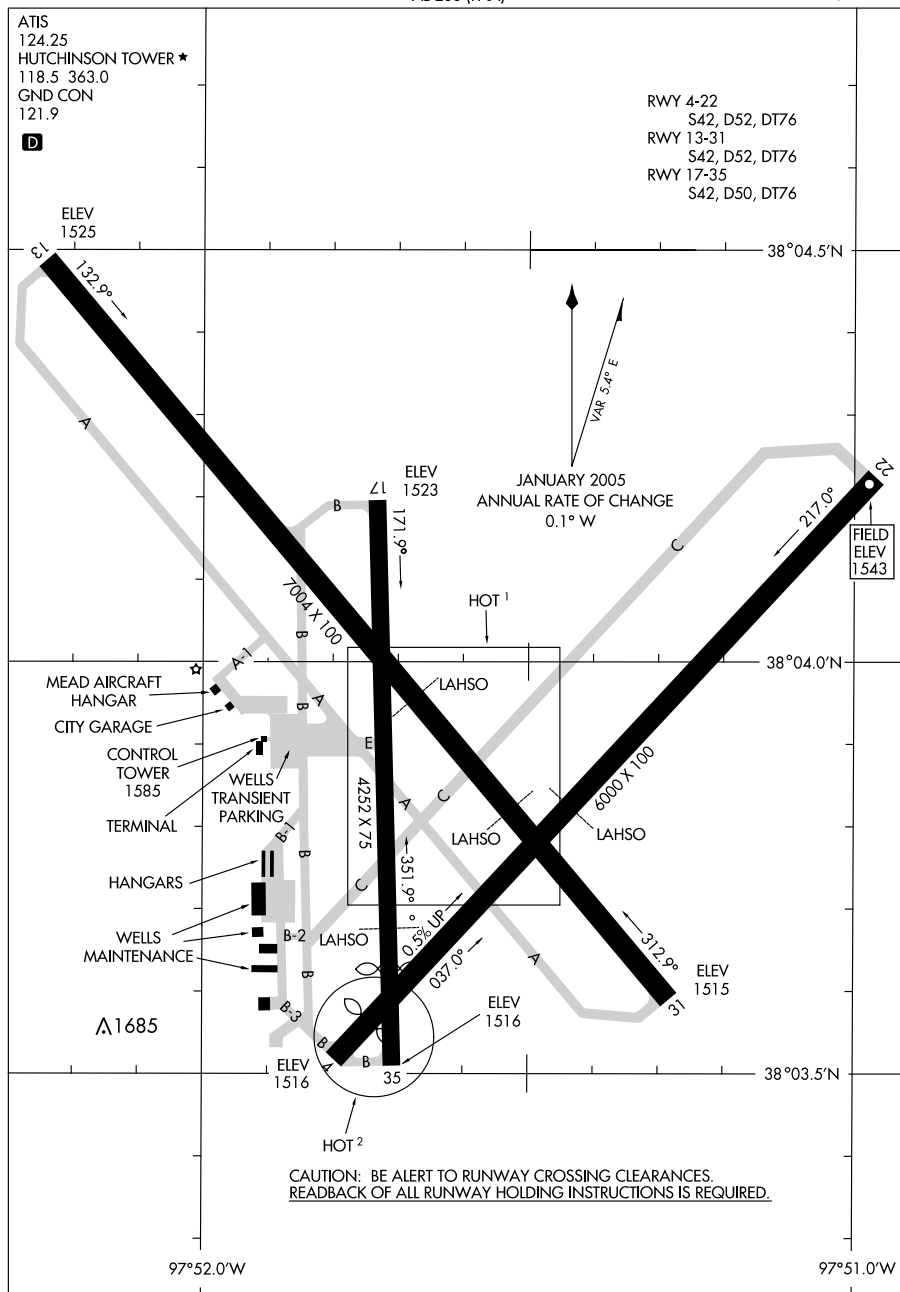 ATIS
124.25
HUTCHINSON TOWER ★
118.5 363.0
GND CON
121.9
D
RWY 4-22
S42, D52, DT76
RWY 13-31
S42, D52, DT76
RWY 17-35
S42, D50, DT76
ELEV
1525
13
132.9°
38°04.5'N
A
VAR 5.4° E
JANUARY 2005
ANNUAL RATE OF CHANGE
0.1° W
ELEV
1523
17
B
171.9°
22
217.0°
FIELD
ELEV
1543
C
7004 X 100
HOT 1
B
A-1
38°04.0'N
MEAD AIRCRAFT
HANGAR
CITY GARAGE
A
B
LAHSO
CONTROL
TOWER
1585
E
WELLS
TRANSIENT
PARKING
TERMINAL
4252 X 75
A
C
6000 X 100
LAHSO
LAHSO
B-1
B
HANGARS
351.9°
C
WELLS
MAINTENANCE
B-2
LAHSO
0.5% UP
037.0°
B
A
312.9°
ELEV
1515
31
B-3
1685
ELEV
1516
B
4
B
ELEV
1516
35
38°03.5'N
HOT 2
CAUTION: BE ALERT TO RUNWAY CROSSING CLEARANCES.
READBACK OF ALL RUNWAY HOLDING INSTRUCTIONS IS REQUIRED.
97°52.0'W
97°51.0'W